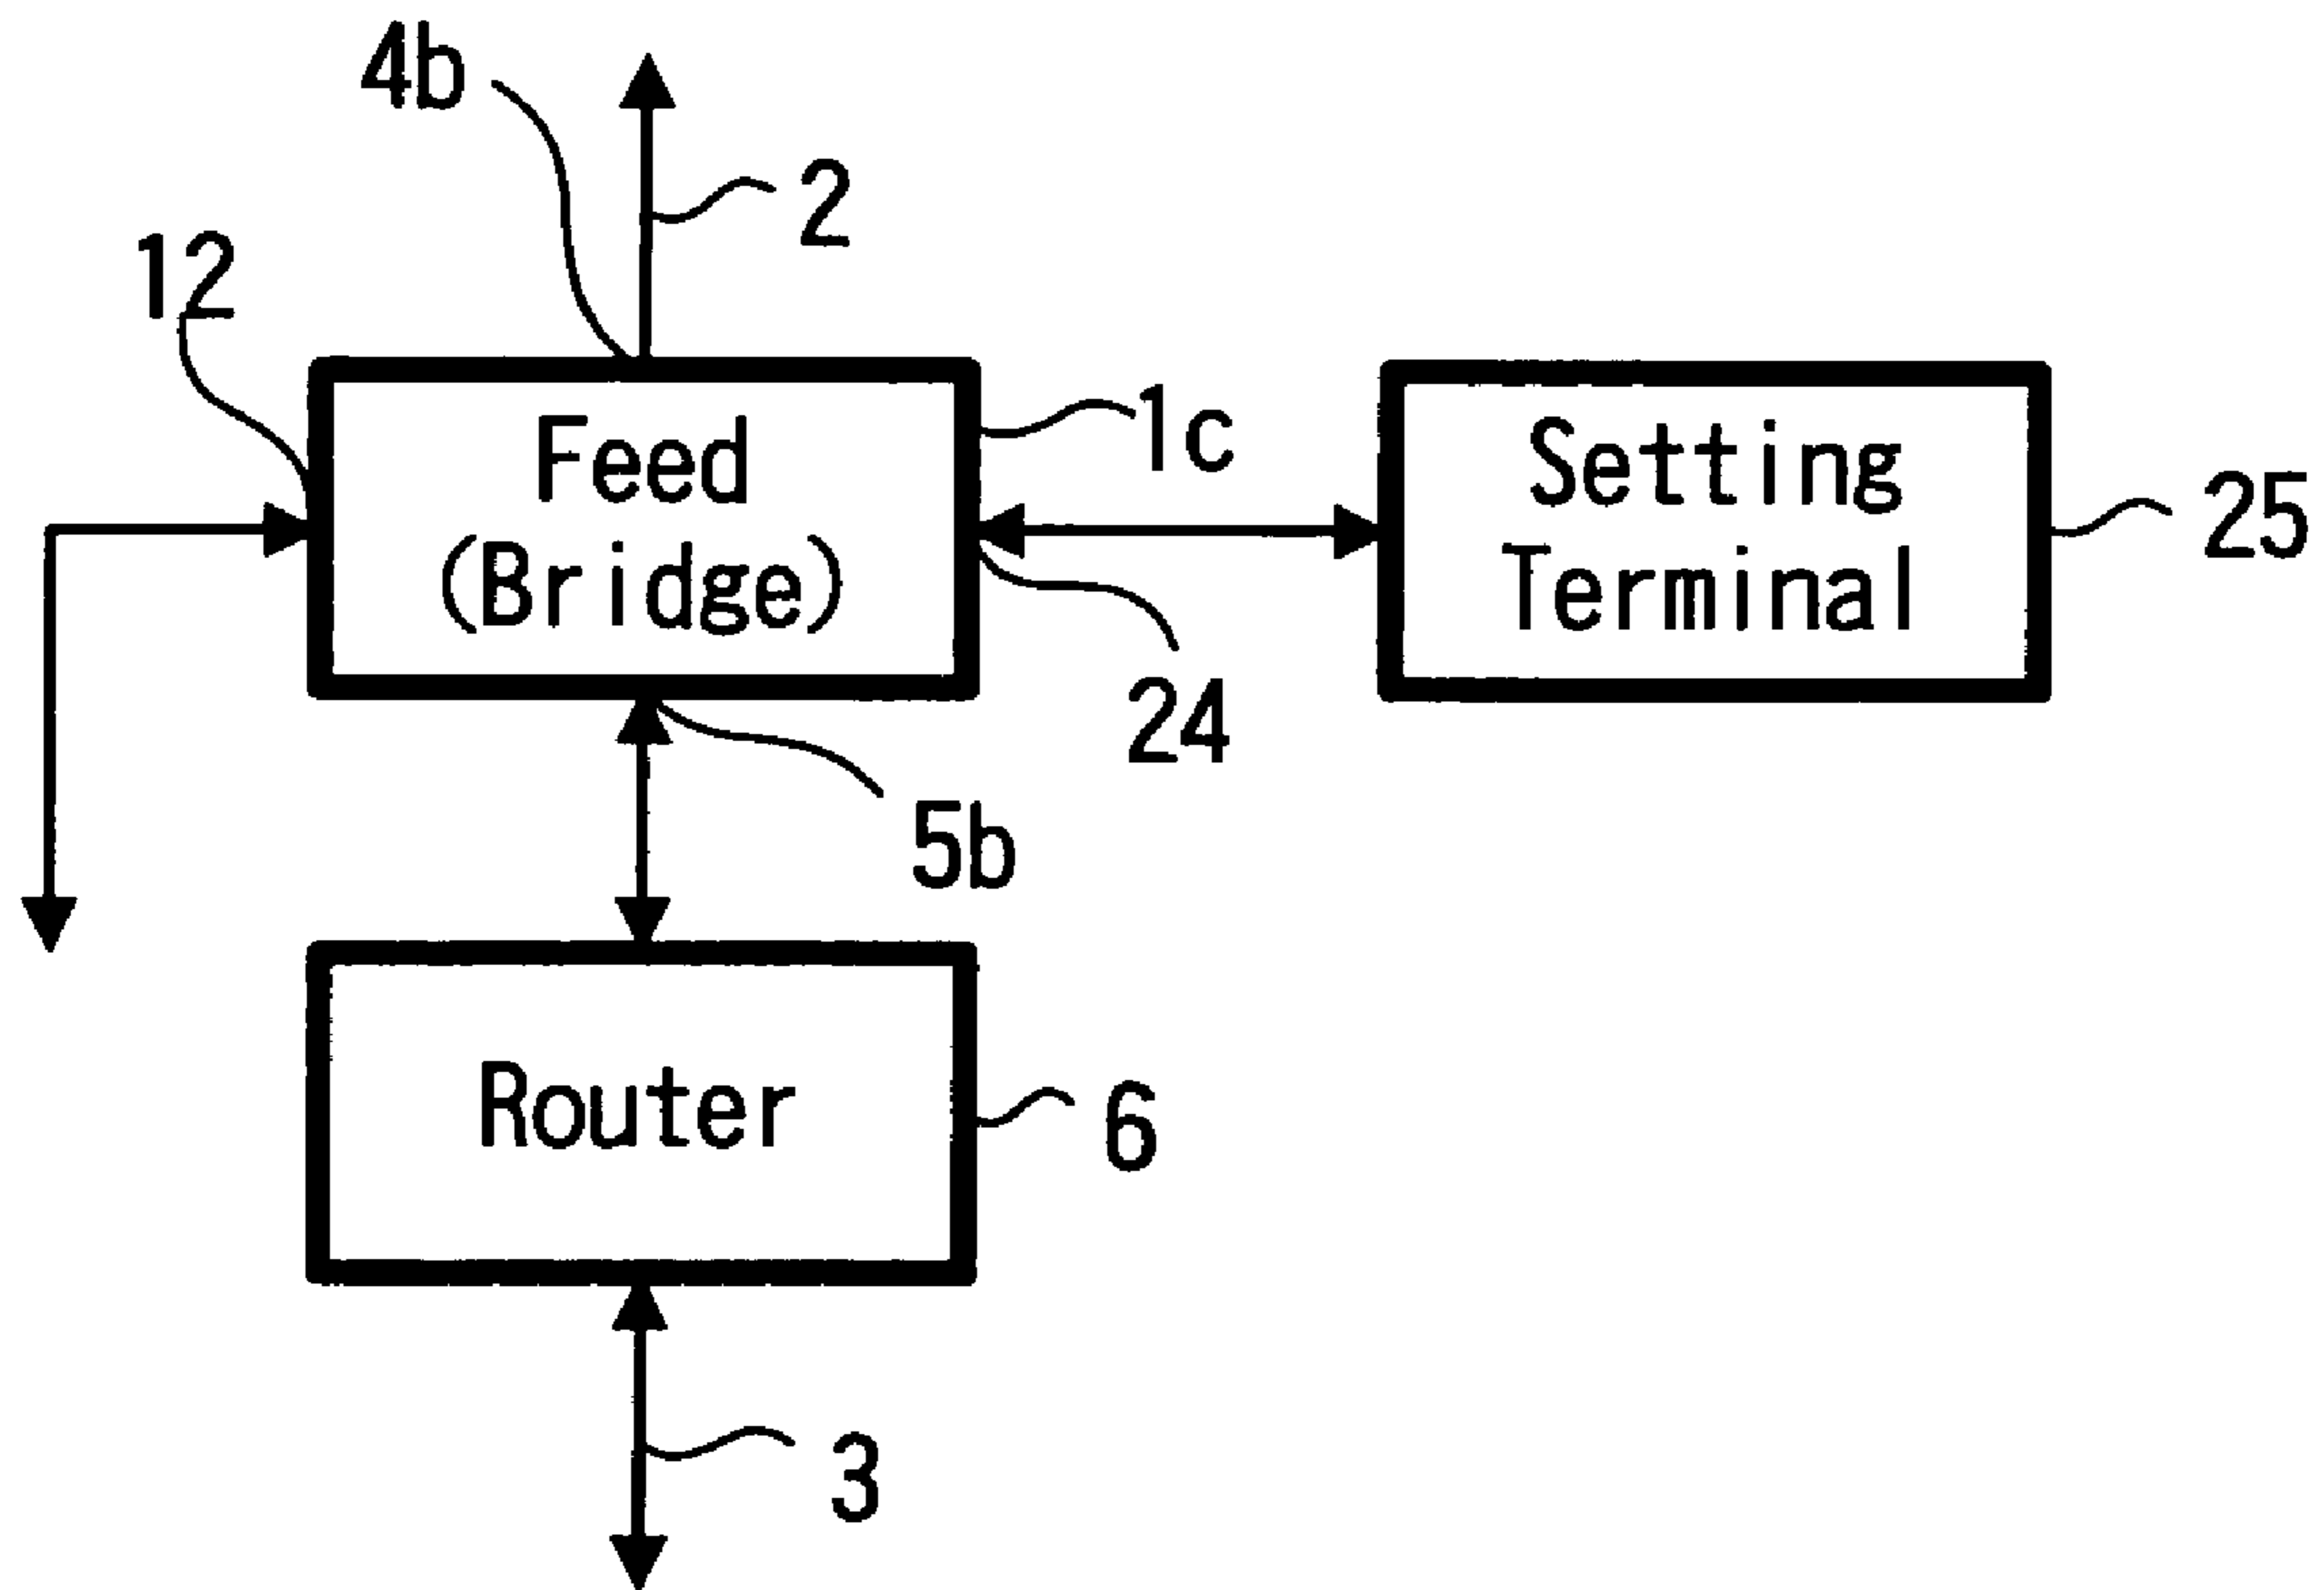 4b
2
12
1c
Feed
(Bridge)
Setting
Terminal
25
24
5b
Router
6
3